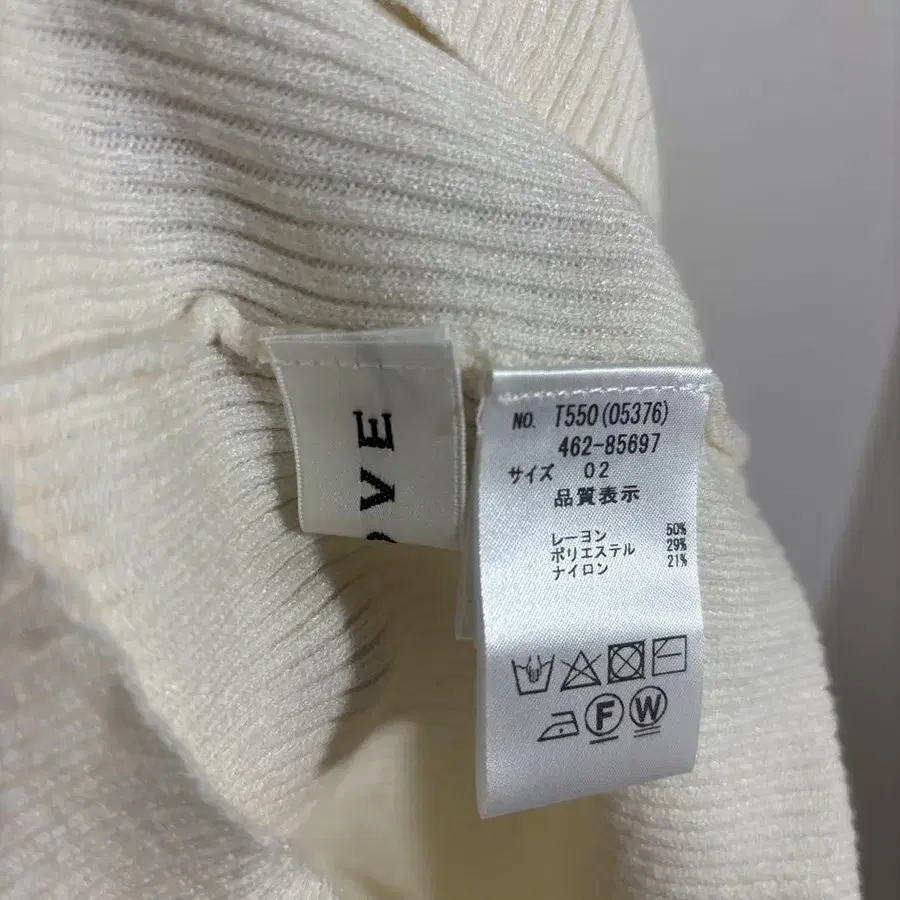 NO. T550(05376)
462-85697
サイズ 02
品質表示
レーヨン 50%
ポリエステル 29%
ナイロン 21%
F W
OVE